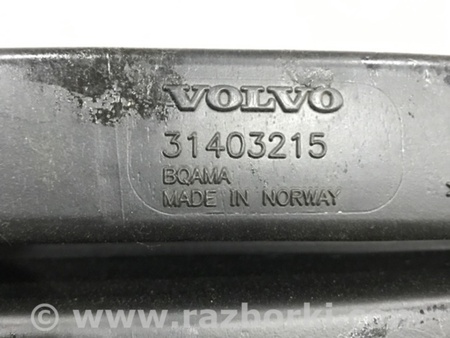 VOLVO
31403215
BQAMA
MADE IN NORWAY
© www.razborki.com